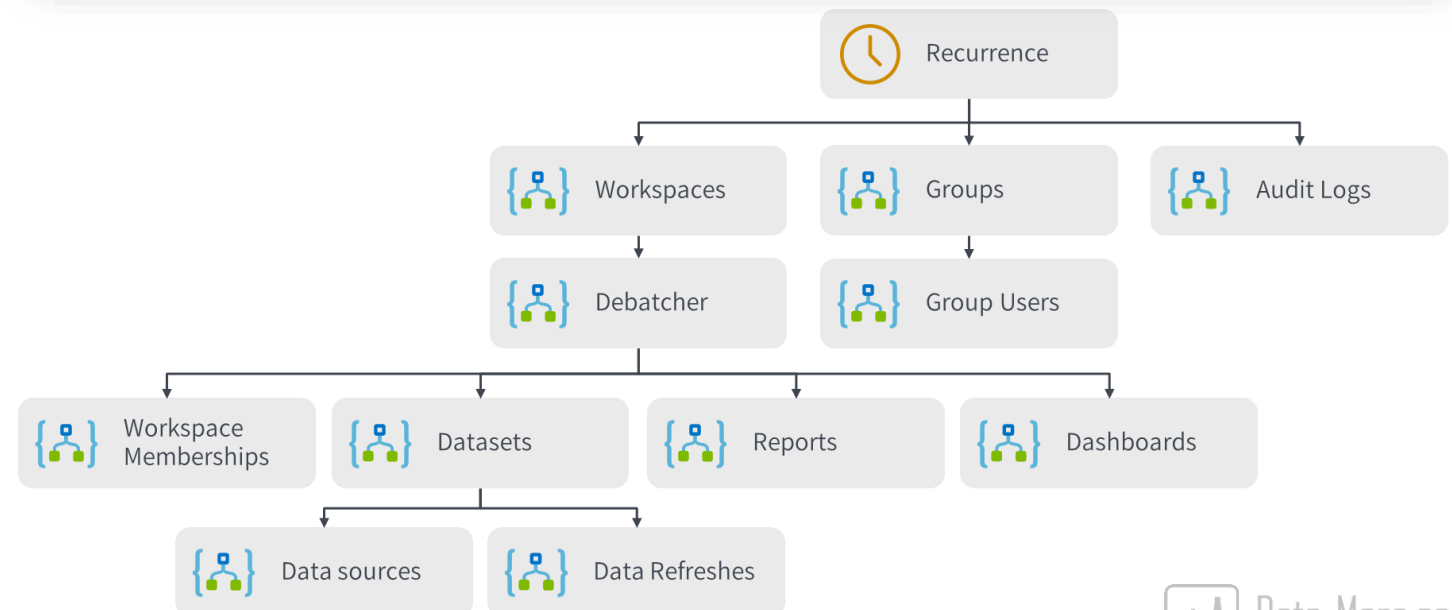 Recurrence
Workspaces
Groups
Audit Logs
Debatcher
Group Users
Workspace
Memberships
Datasets
Reports
Dashboards
Data sources
Data Refreshes